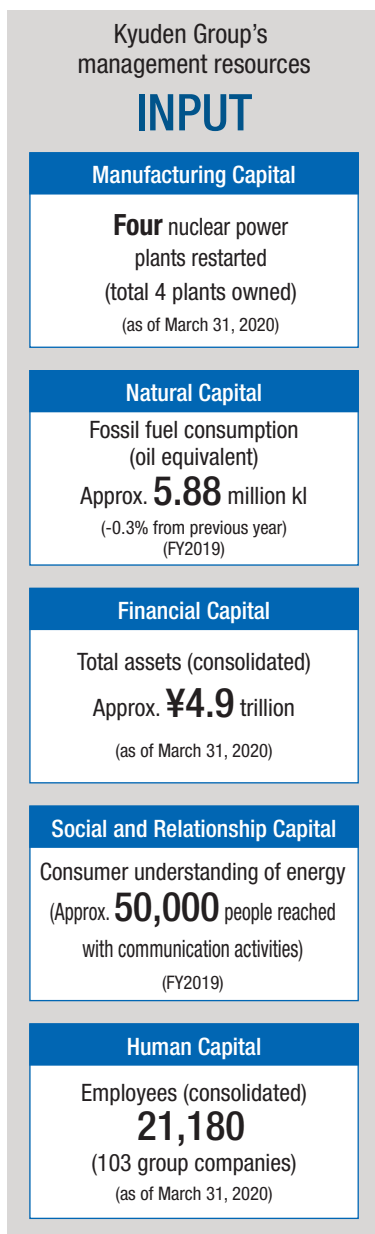 Kyuden Group’s
management resources
INPUT
Manufacturing Capital
Four nuclear power
plants restarted
(total 4 plants owned)
(as of March 31, 2020)
Natural Capital
Fossil fuel consumption
(oil equivalent)
Approx. 5.88 million kl
(-0.3% from previous year)
(FY2019)
Financial Capital
Total assets (consolidated)
Approx. ¥4.9 trillion
(as of March 31, 2020)
Social and Relationship Capital
Consumer understanding of energy
(Approx. 50,000 people reached
with communication activities)
(FY2019)
Human Capital
Employees (consolidated)
21,180
(103 group companies)
(as of March 31, 2020)